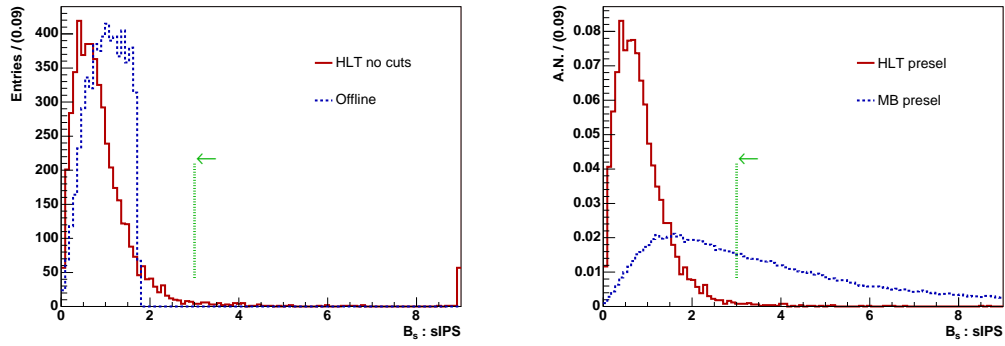 Entries / (0.09)
400
350
300
250
200
150
100
50
0
HLT no cuts
Offline
0 2 4 6 8
B_s : sIPS
A.N. / (0.09)
0.08
0.07
0.06
0.05
0.04
0.03
0.02
0.01
0
HLT presel
MB presel
0 2 4 6 8
B_s : sIPS